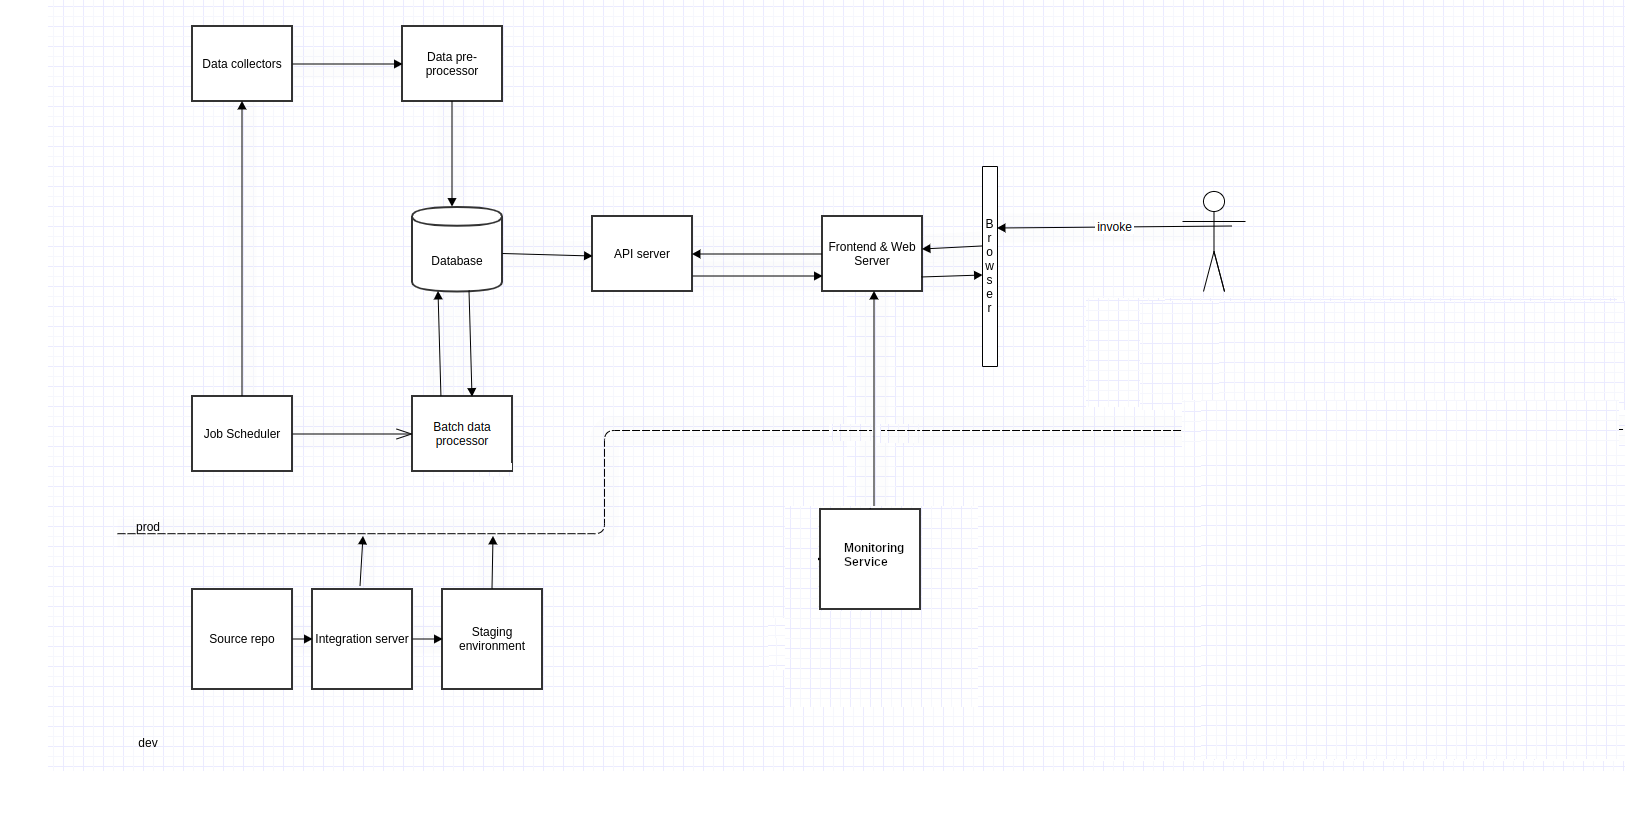 Data collectors
Data pre-
processor
Database
API server
Frontend & Web
Server
Browser
invoke
Job Scheduler
Batch data
processor
prod
Monitoring
Service
Source repo
Integration server
Staging
environment
dev